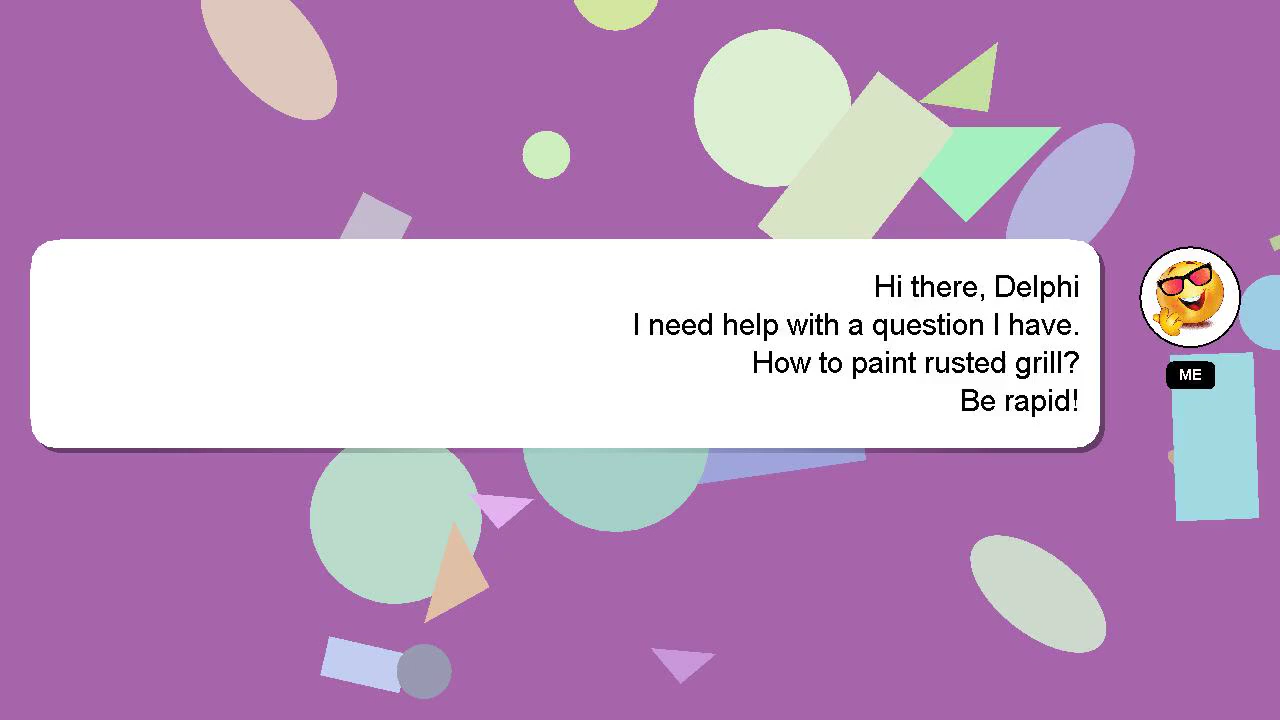 Hi there, Delphi
I need help with a question I have.
How to paint rusted grill?
Be rapid!
ME